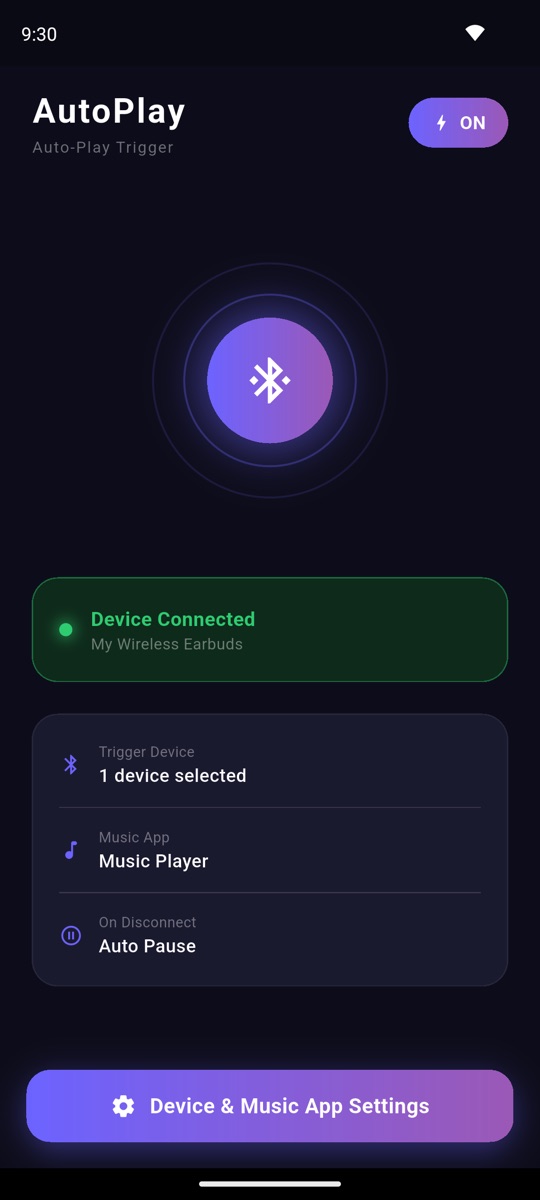 9:30
AutoPlay
Auto-Play Trigger
ON
Device Connected
My Wireless Earbuds
Trigger Device
1 device selected
Music App
Music Player
On Disconnect
Auto Pause
Device & Music App Settings